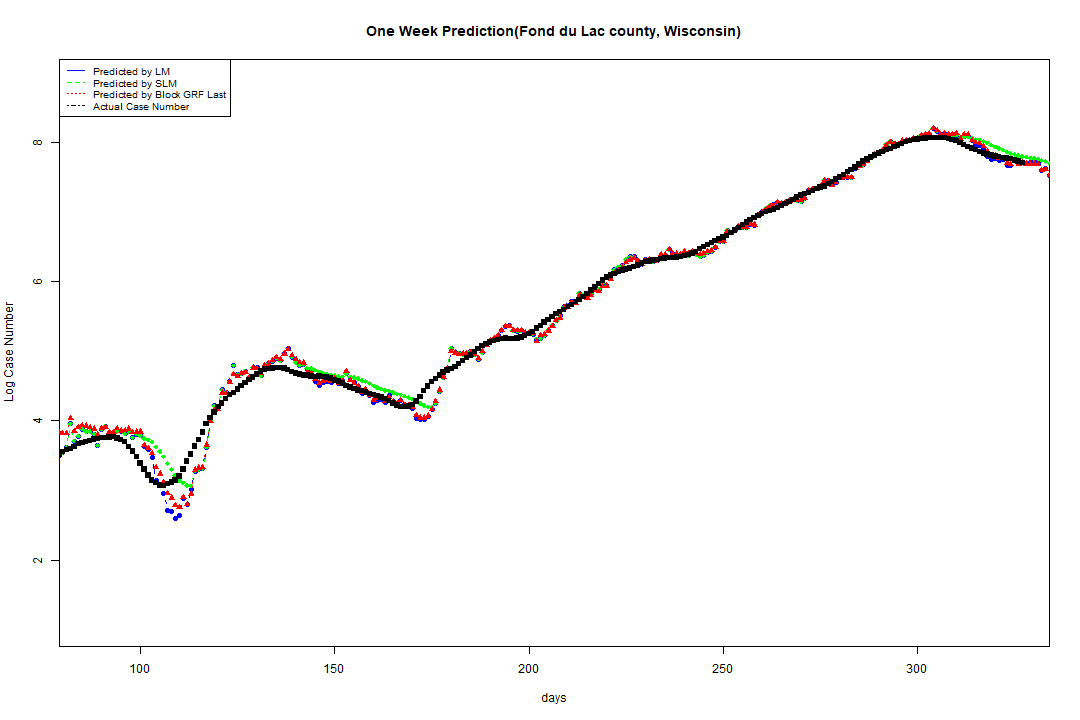 One Week Prediction(Fond du Lac county, Wisconsin)
Predicted by LM
Predicted by SLM
Predicted by Block GRF Last
Actual Case Number
Log Case Number
8
6
4
2
100
150
200
250
300
days